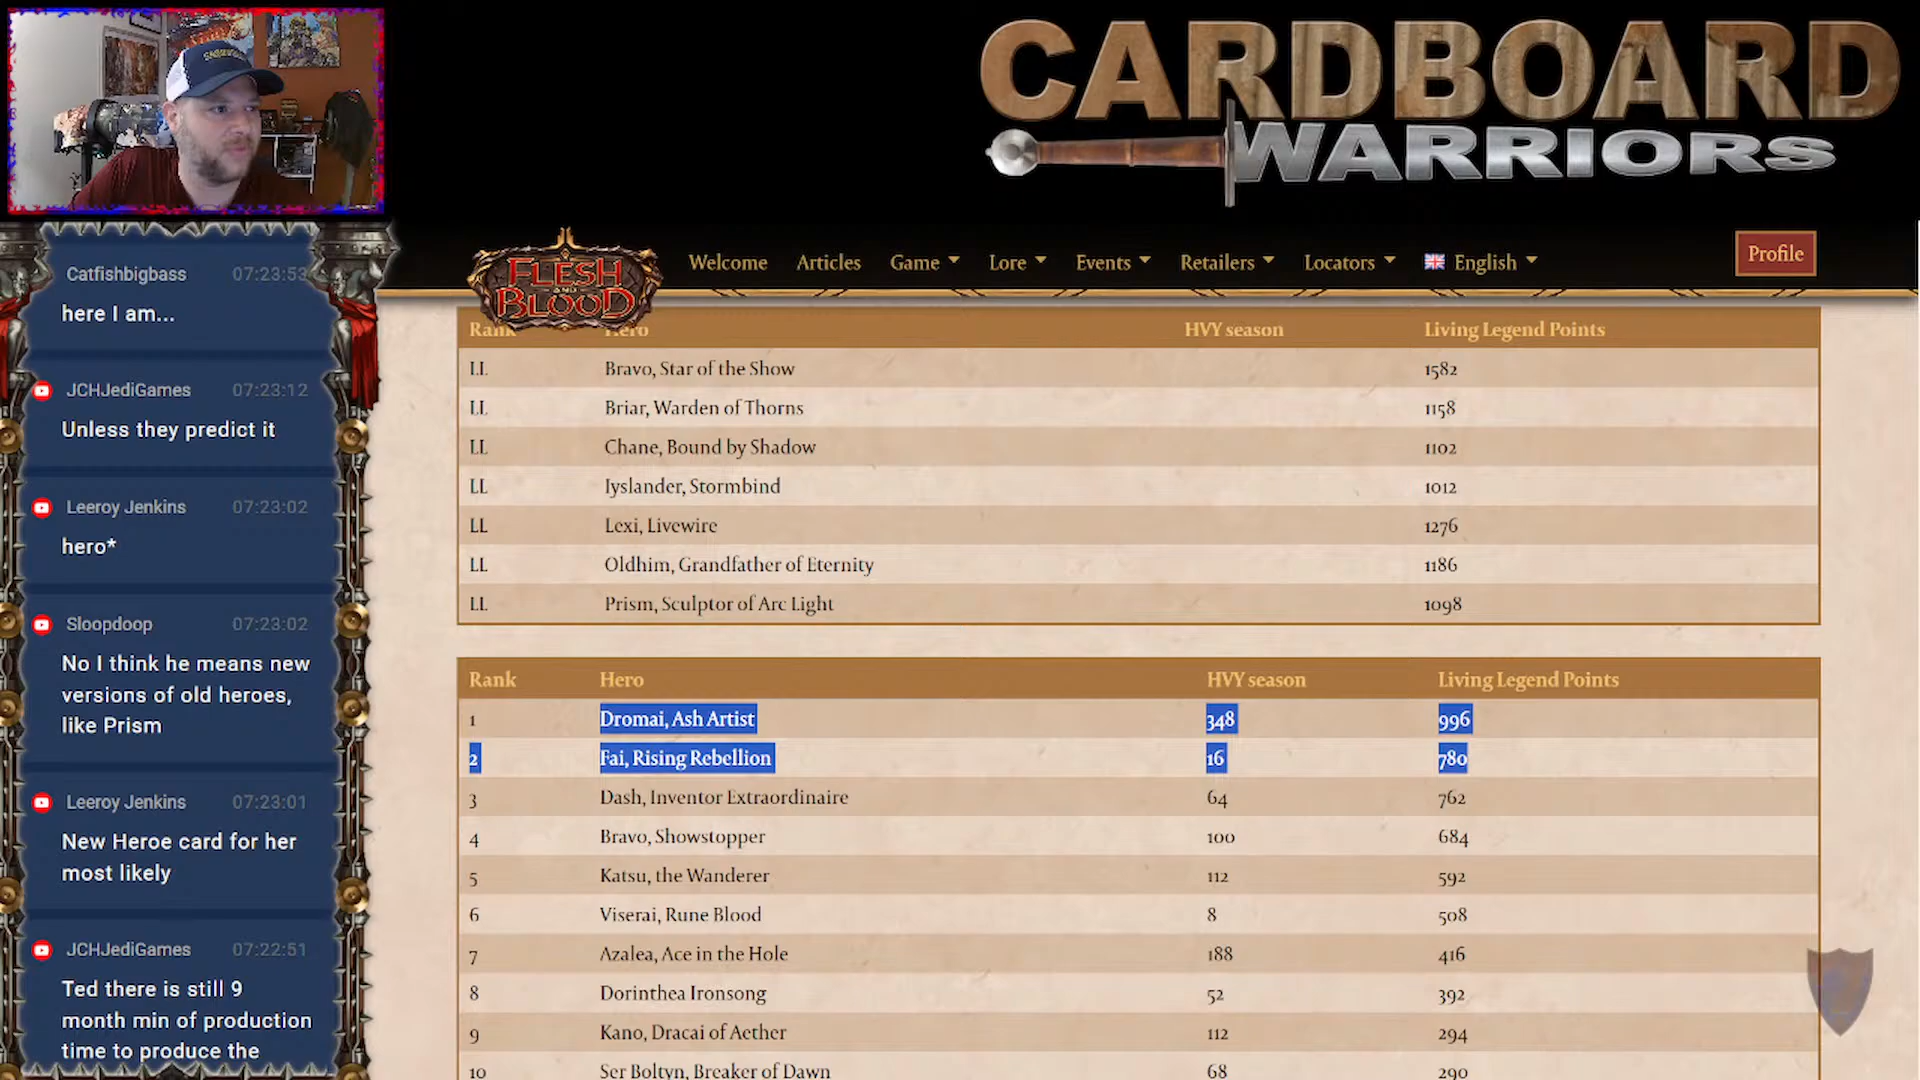 CARDBOARD
WARRIORS
FLESH
AND
BLOOD
Welcome Articles Game Lore Events Retailers Locators English Profile
Catfishbigbass 07:23:53
here I am...
JCHJediGames 07:23:12
Unless they predict it
Leeroy Jenkins 07:23:02
hero*
Sloopdoop 07:23:02
No I think he means new
versions of old heroes,
like Prism
Leeroy Jenkins 07:23:01
New Heroe card for her
most likely
JCHJediGames 07:22:51
Ted there is still 9
month min of production
time to produce the
Rank Hero HVY season Living Legend Points
LL Bravo, Star of the Show 1582
LL Briar, Warden of Thorns 1158
LL Chane, Bound by Shadow 1102
LL Iyslander, Stormbind 1012
LL Lexi, Livewire 1276
LL Oldhim, Grandfather of Eternity 1186
LL Prism, Sculptor of Arc Light 1098
Rank Hero HVY season Living Legend Points
1 Dromai, Ash Artist 348 996
2 Fai, Rising Rebellion 16 780
3 Dash, Inventor Extraordinaire 64 762
4 Bravo, Showstopper 100 684
5 Katsu, the Wanderer 112 592
6 Viserai, Rune Blood 8 508
7 Azalea, Ace in the Hole 188 416
8 Dorinthea Ironsong 52 392
9 Kano, Dracai of Aether 112 294
10 Ser Boltyn, Breaker of Dawn 68 290